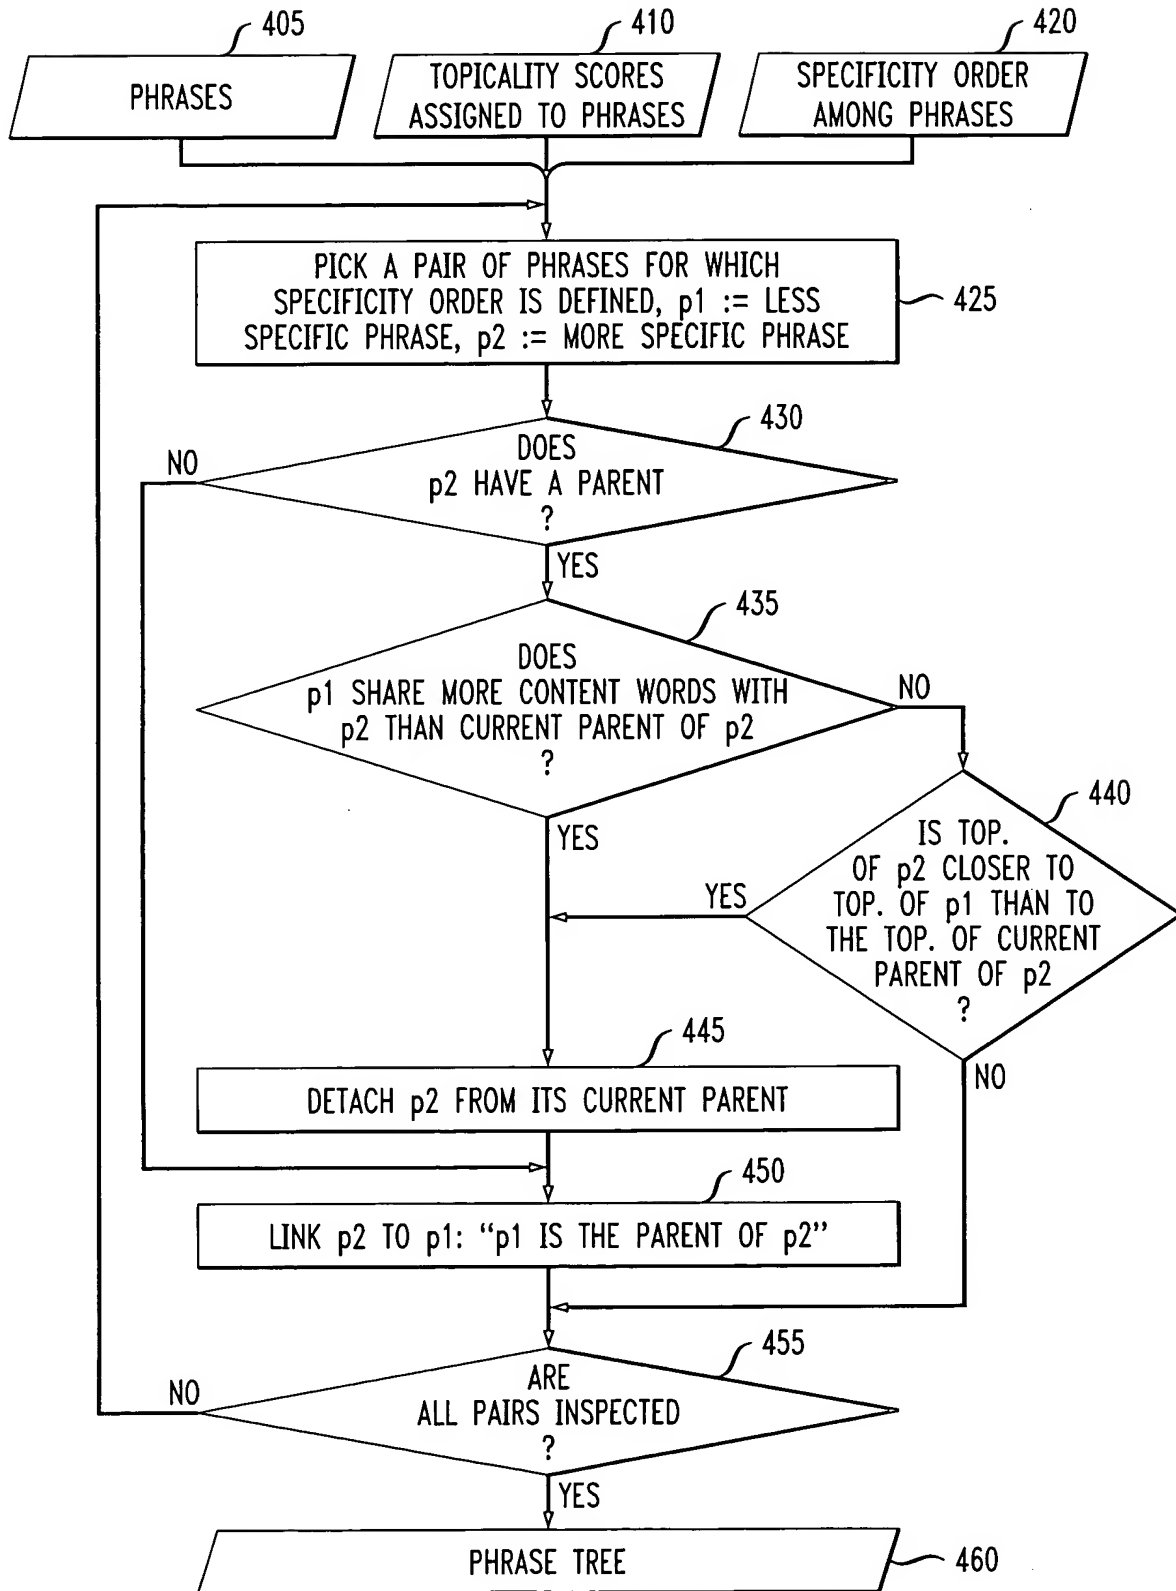 405
410
420
PHRASES
TOPICALITY SCORES
ASSIGNED TO PHRASES
SPECIFICITY ORDER
AMONG PHRASES
PICK A PAIR OF PHRASES FOR WHICH
SPECIFICITY ORDER IS DEFINED, p1 := LESS
SPECIFIC PHRASE, p2 := MORE SPECIFIC PHRASE
425
430
NO
DOES
p2 HAVE A PARENT
?
YES
435
DOES
p1 SHARE MORE CONTENT WORDS WITH
p2 THAN CURRENT PARENT OF p2
?
NO
YES
440
IS TOP.
OF p2 CLOSER TO
TOP. OF p1 THAN TO
THE TOP. OF CURRENT
PARENT OF p2
?
YES
NO
445
DETACH p2 FROM ITS CURRENT PARENT
450
LINK p2 TO p1: “p1 IS THE PARENT OF p2”
455
NO
ARE
ALL PAIRS INSPECTED
?
YES
PHRASE TREE
460